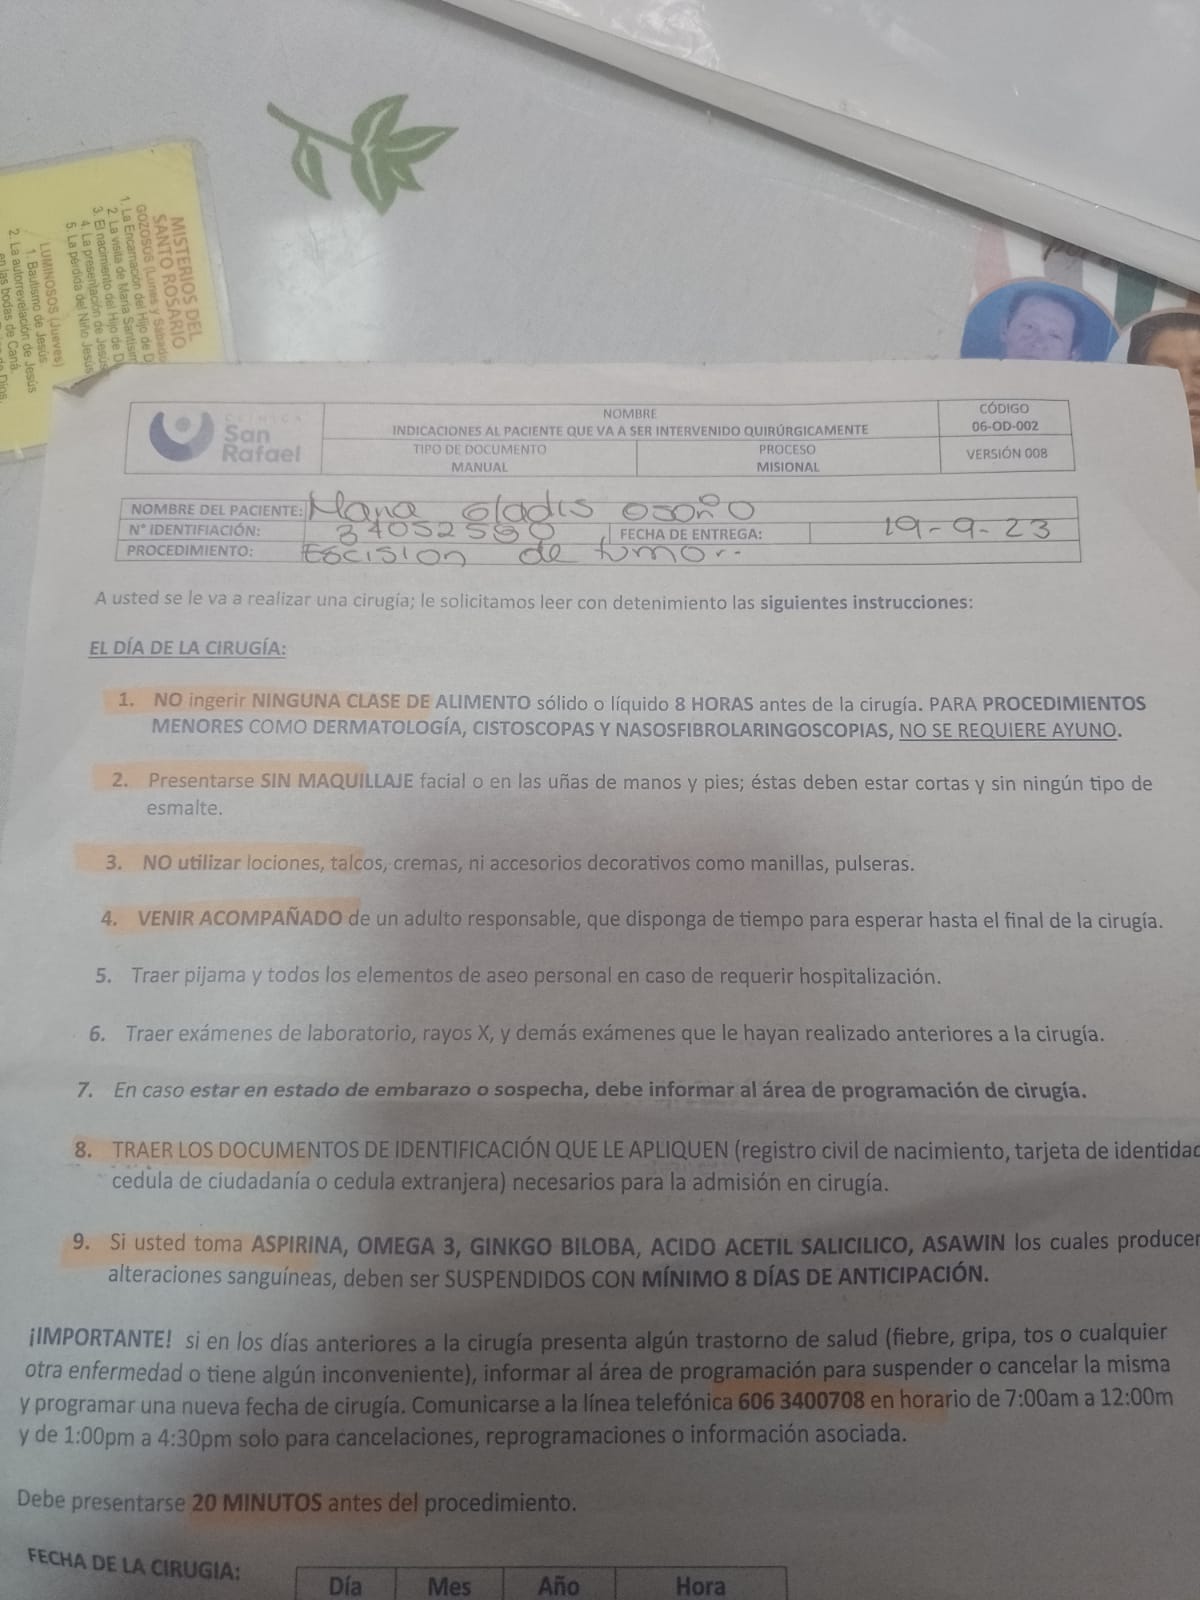 MISTERIOS DEL
SANTO ROSARIO
GOZOSOS (Lunes y Sábado
1. La Encarnación del Hijo de D
2. La visita de María Santísim
3. El nacimiento del Hijo de D
4. La presentación de Jesús
5. La pérdida del Niño Jesús
LUMINOSOS (Jueves)
1. Bautismo de Jesús
2. La autorrevelación de Jesús
en las bodas de Caná.
CLÍNICA
San
Rafael
NOMBRE
INDICACIONES AL PACIENTE QUE VA A SER INTERVENIDO QUIRÚRGICAMENTE
CÓDIGO
06-OD-002
TIPO DE DOCUMENTO
MANUAL
PROCESO
MISIONAL
VERSIÓN 008
NOMBRE DEL PACIENTE: Maria Gladis Osorio
N° IDENTIFIACIÓN: 34052590 FECHA DE ENTREGA: 19-9-23
PROCEDIMIENTO: Escision de tumor.
A usted se le va a realizar una cirugía; le solicitamos leer con detenimiento las siguientes instrucciones:
EL DÍA DE LA CIRUGÍA:
1. NO ingerir NINGUNA CLASE DE ALIMENTO sólido o líquido 8 HORAS antes de la cirugía. PARA PROCEDIMIENTOS
MENORES COMO DERMATOLOGÍA, CISTOSCOPAS Y NASOSFIBROLARINGOSCOPIAS, NO SE REQUIERE AYUNO.
2. Presentarse SIN MAQUILLAJE facial o en las uñas de manos y pies; éstas deben estar cortas y sin ningún tipo de
esmalte.
3. NO utilizar lociones, talcos, cremas, ni accesorios decorativos como manillas, pulseras.
4. VENIR ACOMPAÑADO de un adulto responsable, que disponga de tiempo para esperar hasta el final de la cirugía.
5. Traer pijama y todos los elementos de aseo personal en caso de requerir hospitalización.
6. Traer exámenes de laboratorio, rayos X, y demás exámenes que le hayan realizado anteriores a la cirugía.
7. En caso estar en estado de embarazo o sospecha, debe informar al área de programación de cirugía.
8. TRAER LOS DOCUMENTOS DE IDENTIFICACIÓN QUE LE APLIQUEN (registro civil de nacimiento, tarjeta de identidad
cedula de ciudadanía o cedula extranjera) necesarios para la admisión en cirugía.
9. Si usted toma ASPIRINA, OMEGA 3, GINKGO BILOBA, ACIDO ACETIL SALICILICO, ASAWIN los cuales producen
alteraciones sanguíneas, deben ser SUSPENDIDOS CON MÍNIMO 8 DÍAS DE ANTICIPACIÓN.
¡IMPORTANTE! si en los días anteriores a la cirugía presenta algún trastorno de salud (fiebre, gripa, tos o cualquier
otra enfermedad o tiene algún inconveniente), informar al área de programación para suspender o cancelar la misma
y programar una nueva fecha de cirugía. Comunicarse a la línea telefónica 606 3400708 en horario de 7:00am a 12:00m
y de 1:00pm a 4:30pm solo para cancelaciones, reprogramaciones o información asociada.
Debe presentarse 20 MINUTOS antes del procedimiento.
FECHA DE LA CIRUGIA:
Día Mes Año Hora